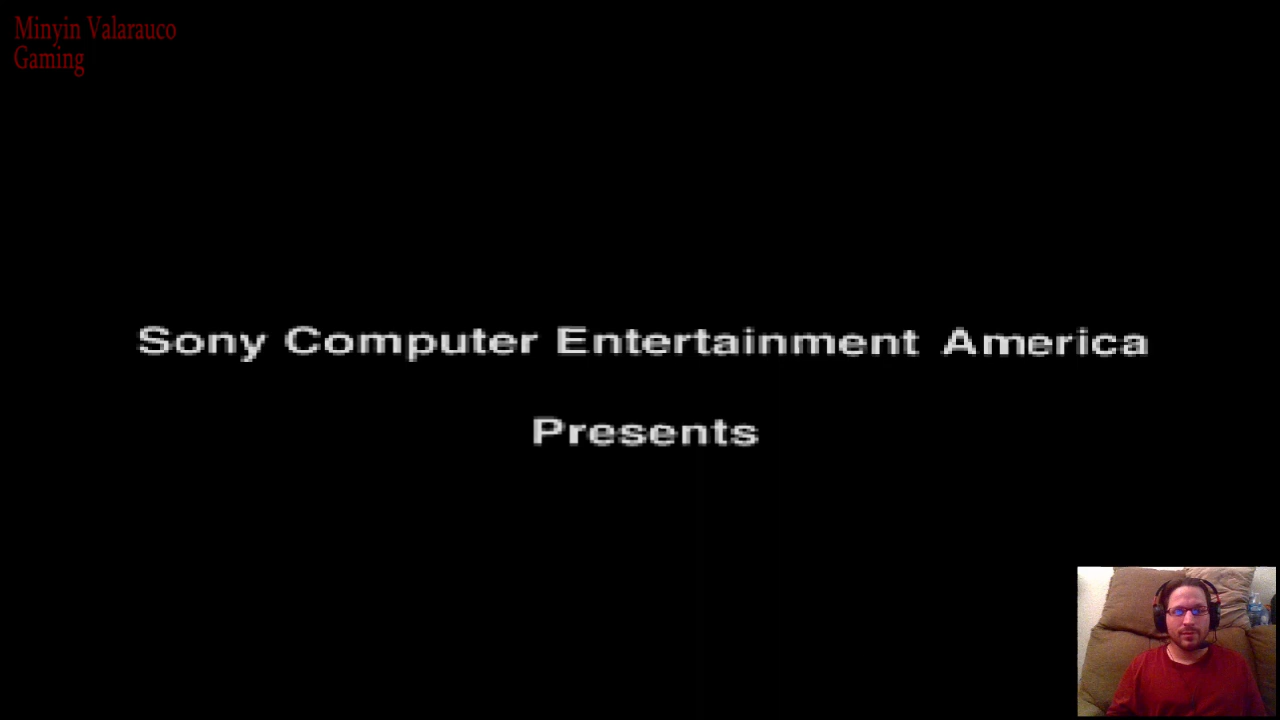 Minyin Valarauco
Gaming
Sony Computer Entertainment America
Presents